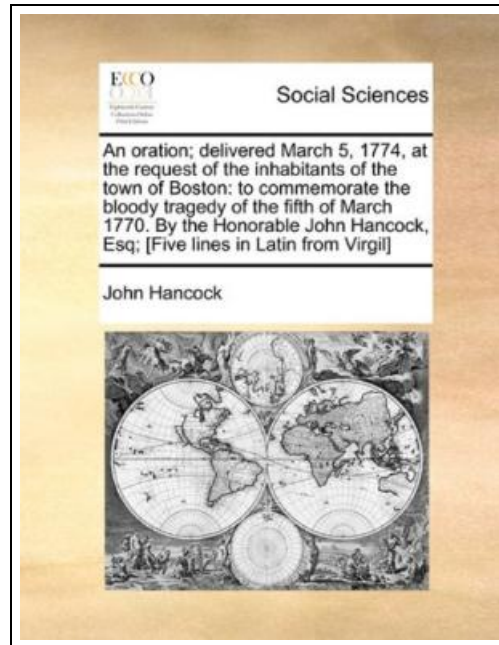 ECCO
Social Sciences
An oration; delivered March 5, 1774, at
the request of the inhabitants of the
town of Boston: to commemorate the
bloody tragedy of the fifth of March
1770. By the Honorable John Hancock,
Esq; [Five lines in Latin from Virgil]
John Hancock